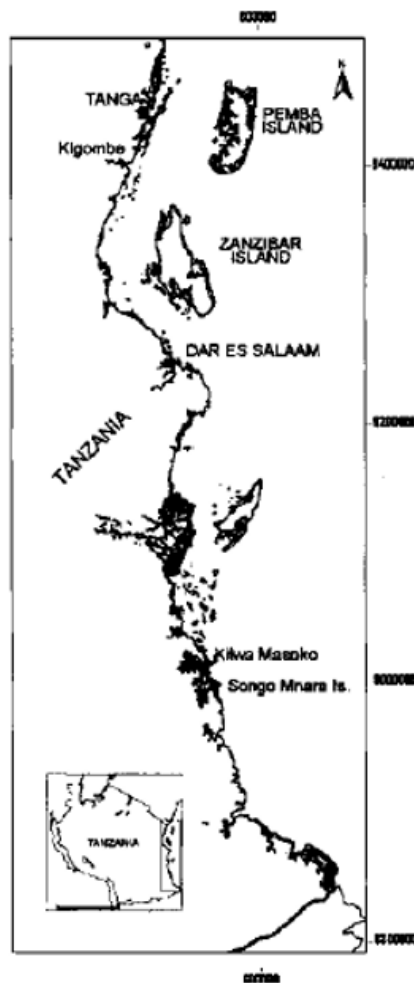 N
TANGA
PEMBA
ISLAND
Kigombe
ZANZIBAR
ISLAND
DAR ES SALAAM
TANZANIA
Kilwa Masoko
Songo Mnara Is.
TANZANIA